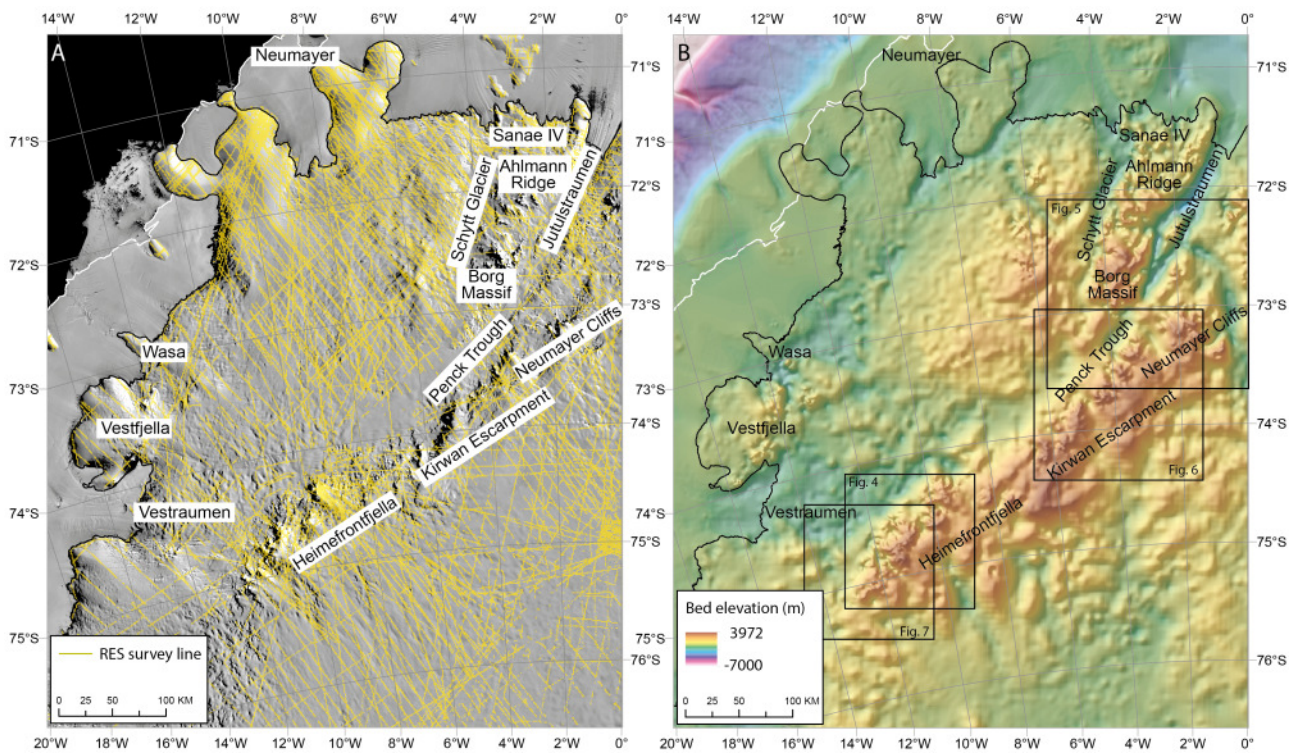 14°W
12°W
10°W
8°W
6°W
4°W
2°W
0°
A
Neumayer
71°S
71°S
Sanae IV
Ahlmann
Ridge
Schytt Glacier
Jutulstraumen
72°S
72°S
Borg
Massif
73°S
Wasa
Penck Trough
Neumayer Cliffs
73°S
Vestfjella
Kirwan Escarpment
74°S
74°S
Vestraumen
Heimefrontfjella
75°S
75°S
76°S
RES survey line
0
25
50
100 KM
20°W
16°W
14°W
12°W
10°W
8°W
6°W
4°W
2°W
0°
14°W
12°W
10°W
8°W
6°W
4°W
2°W
0°
B
Neumayer
71°S
71°S
Sanae IV
Ahlmann
Ridge
Schytt Glacier
Jutulstraumen
72°S
Fig. 5
72°S
Borg
Massif
73°S
Wasa
Penck Trough
Neumayer Cliffs
73°S
Vestfjella
Kirwan Escarpment
74°S
Fig. 6
Fig. 4
74°S
Vestraumen
Heimefrontfjella
75°S
Bed elevation (m)
3972
-7000
Fig. 7
75°S
76°S
0
25
50
100 KM
20°W
16°W
14°W
12°W
10°W
8°W
6°W
4°W
2°W
0°